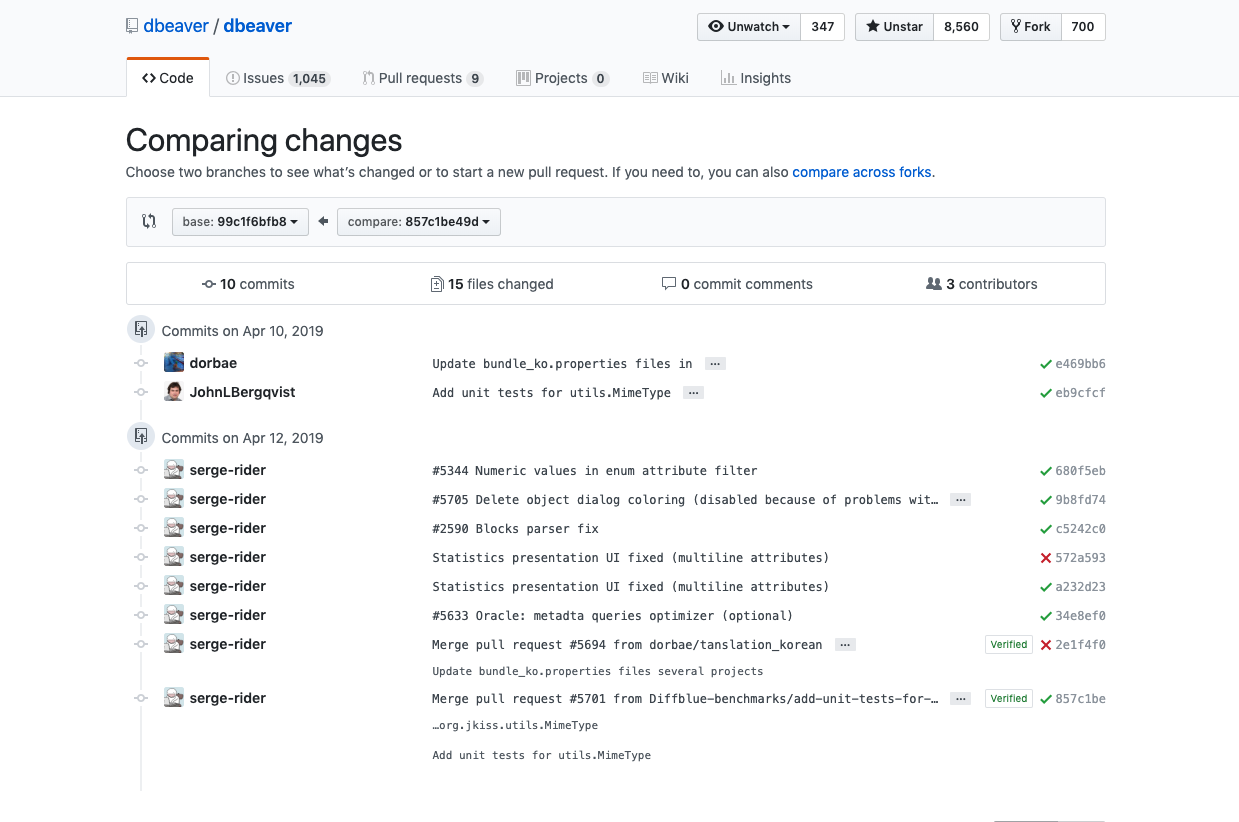 dbeaver / dbeaver
Unwatch 347 Unstar 8,560 Fork 700
Code Issues 1,045 Pull requests 9 Projects 0 Wiki Insights
Comparing changes
Choose two branches to see what’s changed or to start a new pull request. If you need to, you can also compare across forks.
base: 99c1f6bfb8 compare: 857c1be49d
10 commits 15 files changed 0 commit comments 3 contributors
Commits on Apr 10, 2019
dorbae Update bundle_ko.properties files in … e469bb6
JohnLBergqvist Add unit tests for utils.MimeType … eb9cfcf
Commits on Apr 12, 2019
serge-rider #5344 Numeric values in enum attribute filter 680f5eb
serge-rider #5705 Delete object dialog coloring (disabled because of problems wit… … 9b8fd74
serge-rider #2590 Blocks parser fix c5242c0
serge-rider Statistics presentation UI fixed (multiline attributes) 572a593
serge-rider Statistics presentation UI fixed (multiline attributes) a232d23
serge-rider #5633 Oracle: metadta queries optimizer (optional) 34e8ef0
serge-rider Merge pull request #5694 from dorbae/tanslation_korean … Verified 2e1f4f0
Update bundle_ko.properties files several projects
serge-rider Merge pull request #5701 from Diffblue-benchmarks/add-unit-tests-for-… … Verified 857c1be
…org.jkiss.utils.MimeType
Add unit tests for utils.MimeType